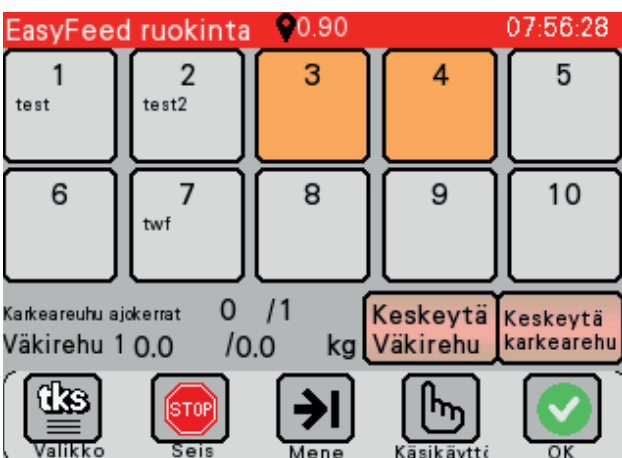 EasyFeed ruokinta 0.90 07:56:28
1 2 3 4 5
test test2
6 7 8 9 10
twf
Karkeareuhu ajokerrat 0 /1
Väkirehu 1 0.0 /0.0 kg
Keskeytä Väkirehu
Keskeytä karkearehu
tks STOP
Valikko Seis Mene Käsikäyttö OK